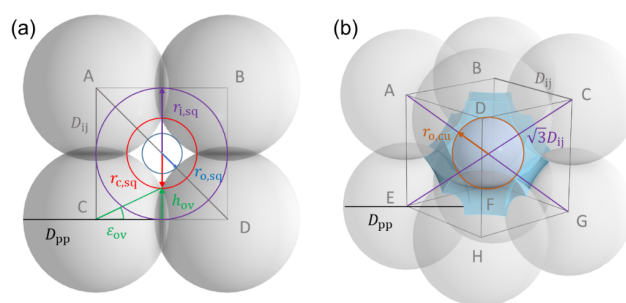 (a)
A
B
D_ij
r_i,sq
r_c,sq
r_o,sq
h_ov
C
D
D_pp
ε_ov
(b)
B
D_ij
A
D
C
r_o,cu
√3D_ij
E
F
D_pp
G
H